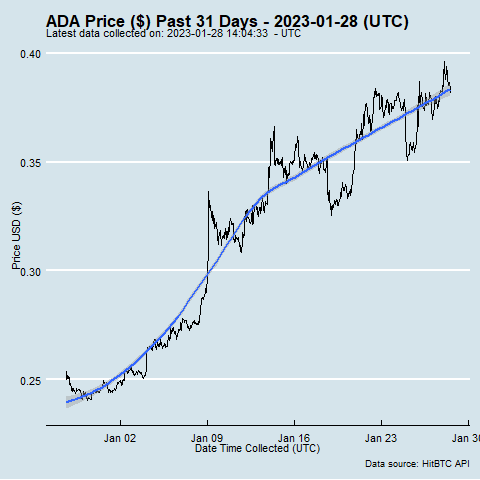 ADA Price ($) Past 31 Days - 2023-01-28 (UTC)
Latest data collected on: 2023-01-28 14:04:33 - UTC
0.40
0.35
0.30
0.25
Price USD ($)
Jan 02 Jan 09 Jan 16 Jan 23 Jan 30
Date Time Collected (UTC)
Data source: HitBTC API